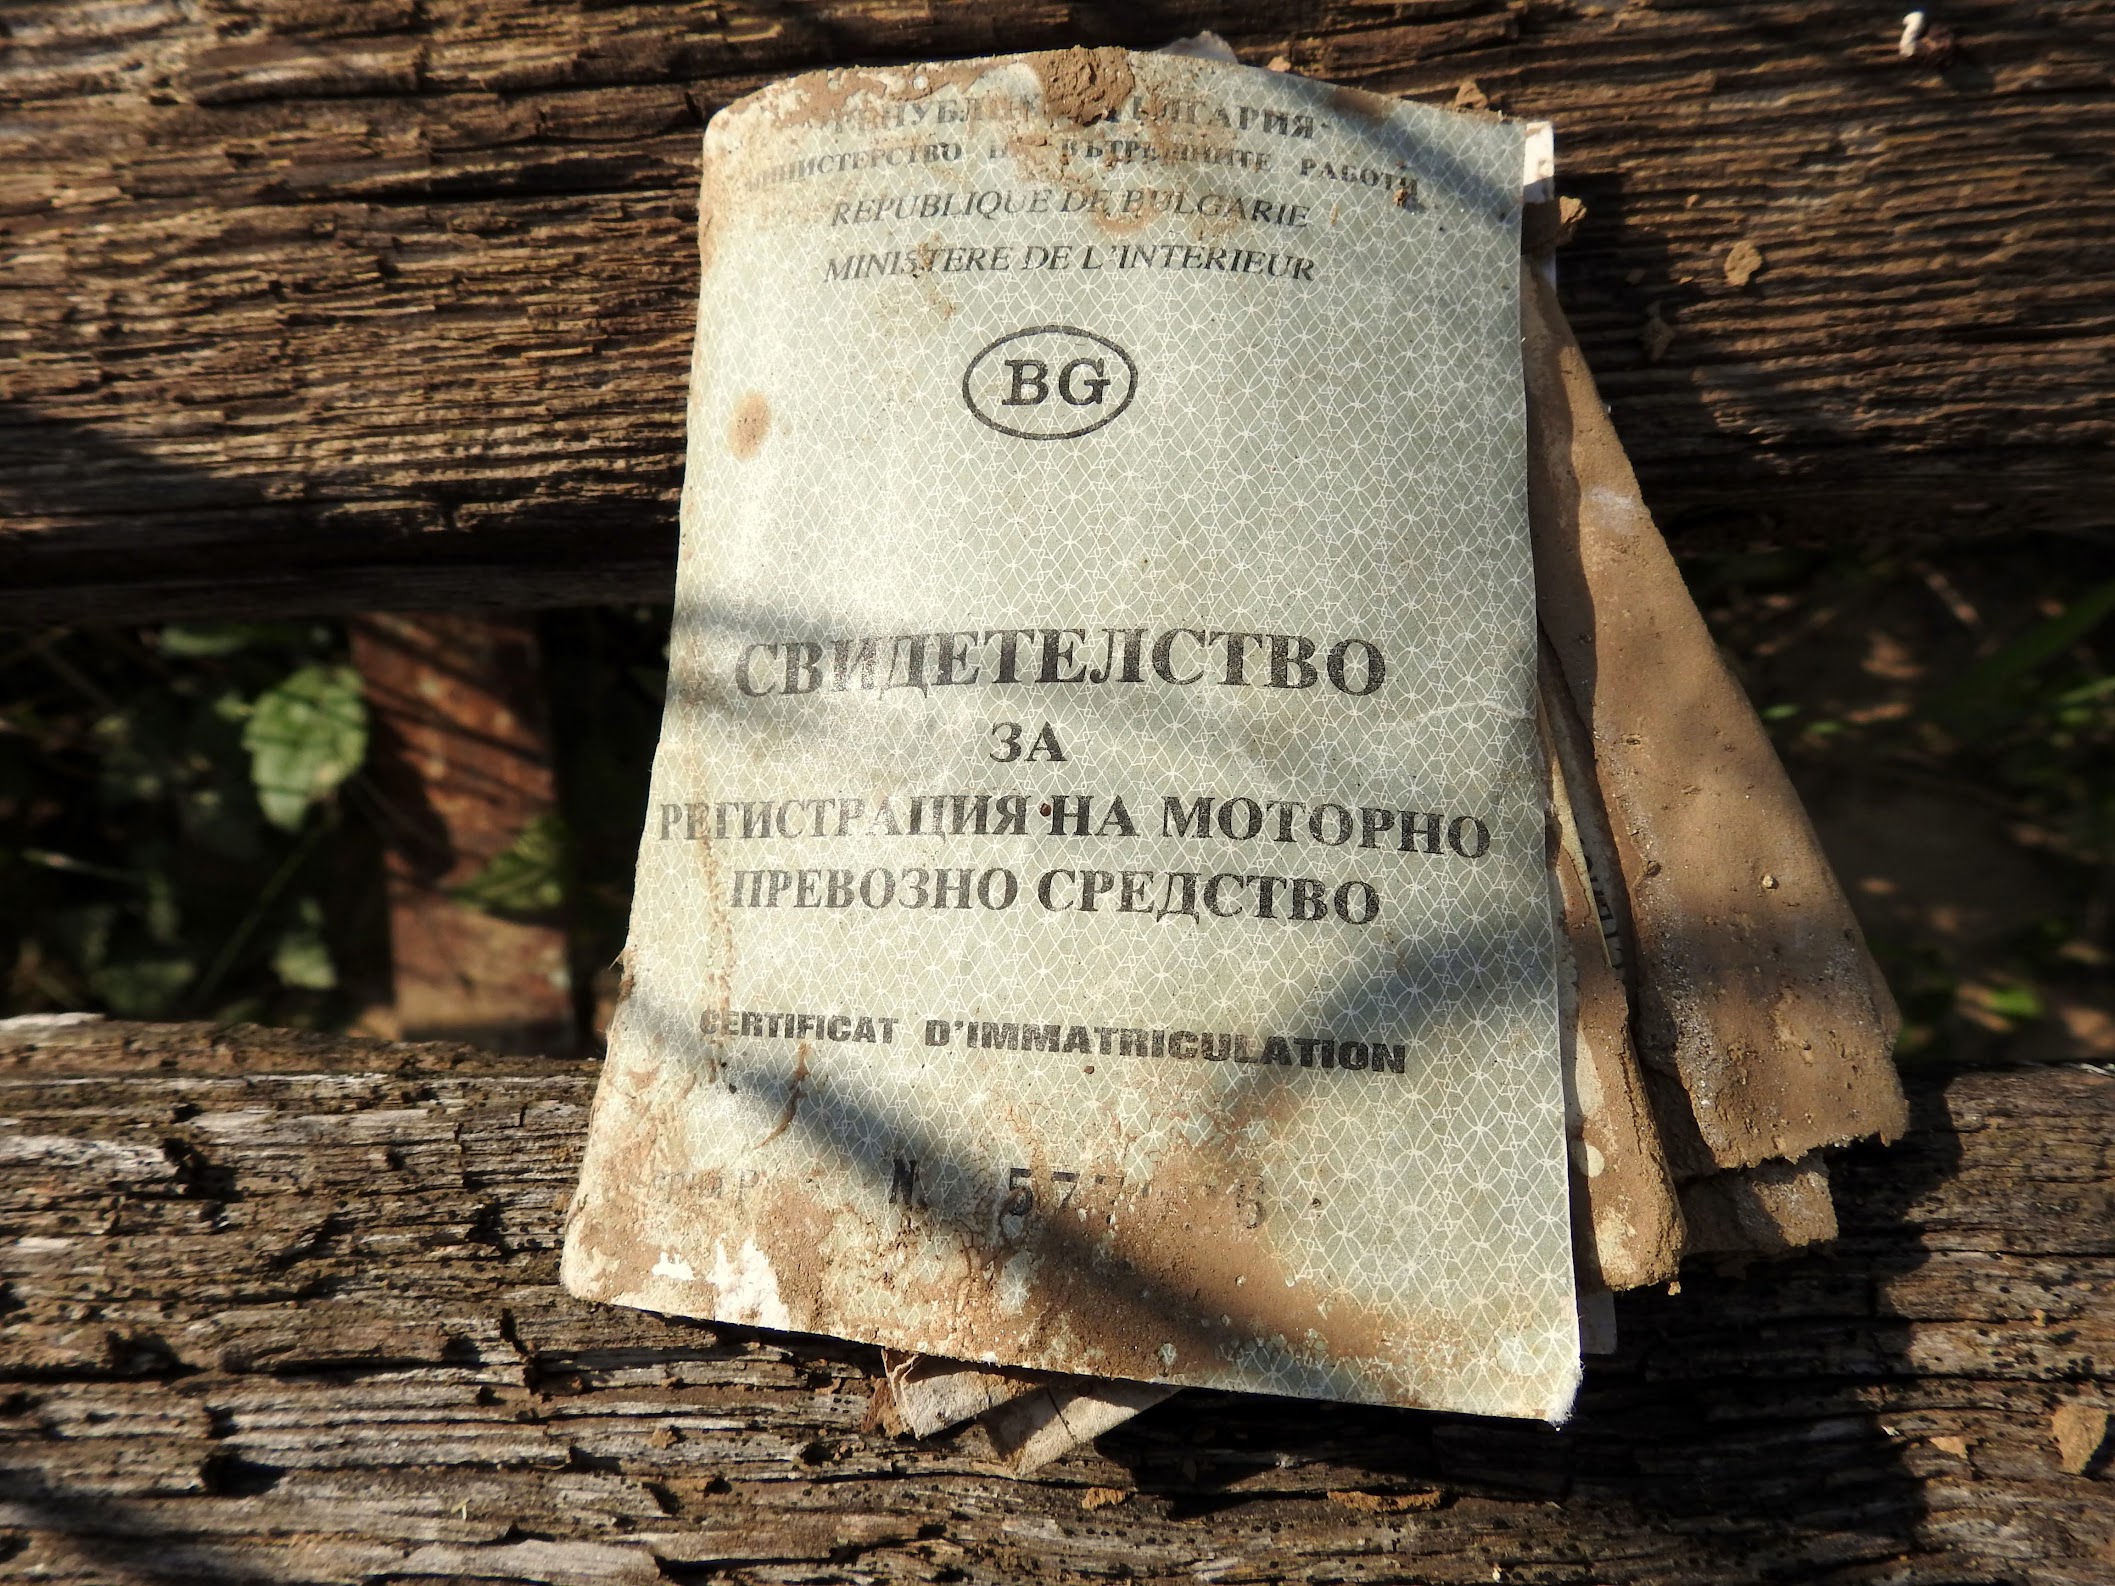 РЕПУБЛИКА БЪЛГАРИЯ
МИНИСТЕРСТВО НА ВЪТРЕШНИТЕ РАБОТИ
REPUBLIQUE DE BULGARIE
MINISTERE DE L'INTERIEUR
BG
СВИДЕТЕЛСТВО
ЗА
РЕГИСТРАЦИЯ НА МОТОРНО
ПРЕВОЗНО СРЕДСТВО
CERTIFICAT D'IMMATRICULATION
N